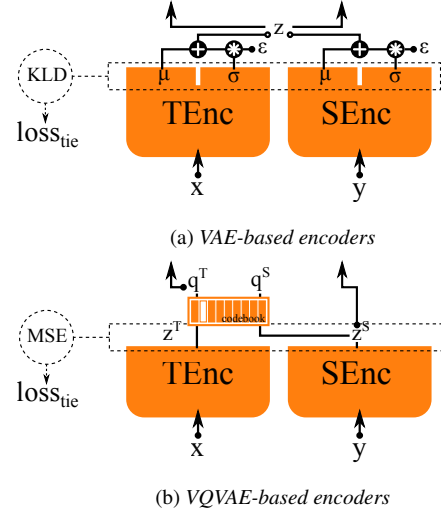 z
ε ε
KLD μ σ μ σ
loss_tie TEnc SEnc
x y
(a) VAE-based encoders
q^T q^S
codebook
MSE z^T z^S
loss_tie TEnc SEnc
x y
(b) VQVAE-based encoders